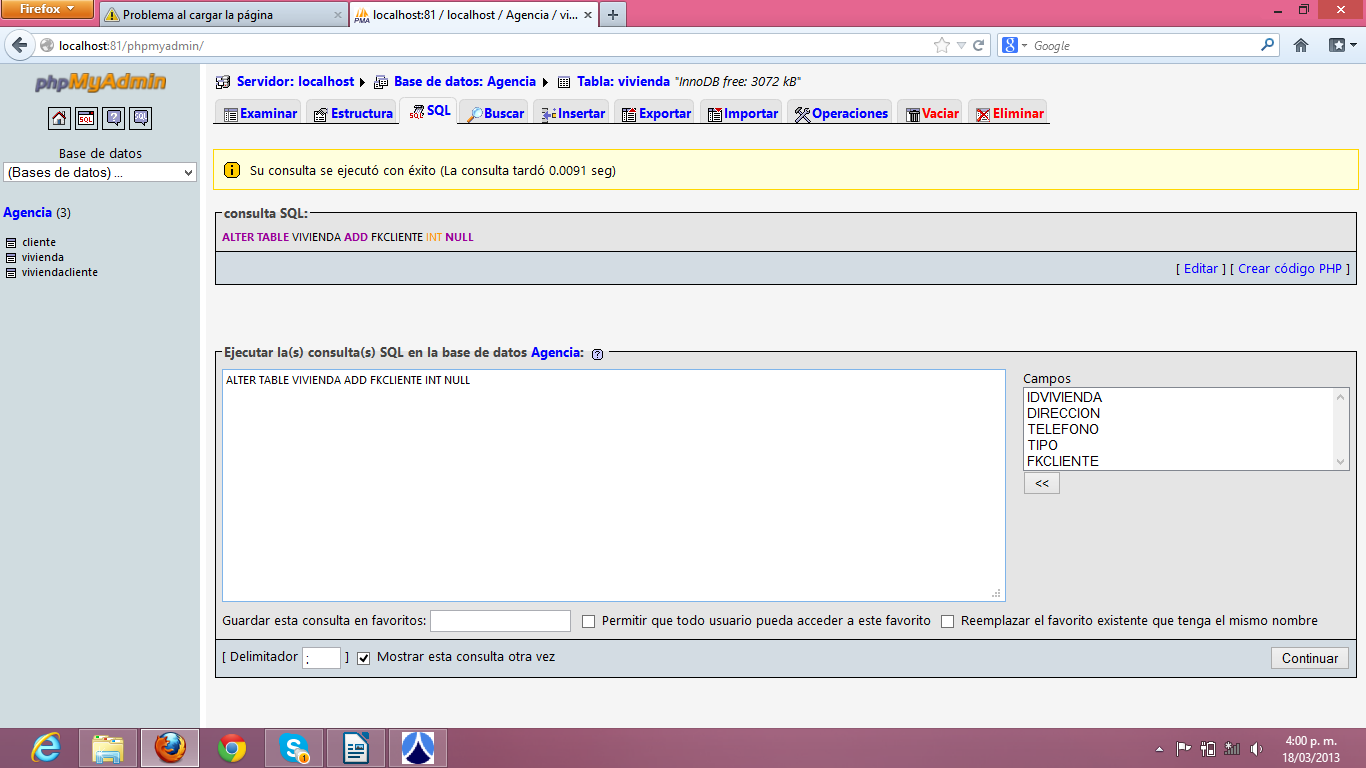 Firefox
Problema al cargar la página
localhost:81 / localhost / Agencia / vi...
localhost:81/phpmyadmin/
Google
phpMyAdmin
Servidor: localhost
Base de datos: Agencia
Tabla: vivienda "InnoDB free: 3072 kB"
Examinar
Estructura
SQL
Buscar
Insertar
Exportar
Importar
Operaciones
Vaciar
Eliminar
SQL
Base de datos
(Bases de datos) ...
Agencia (3)
cliente
vivienda
viviendacliente
Su consulta se ejecutó con éxito (La consulta tardó 0.0091 seg)
consulta SQL:
ALTER TABLE VIVIENDA ADD FKCLIENTE INT NULL
[ Editar ] [ Crear código PHP ]
Ejecutar la(s) consulta(s) SQL en la base de datos Agencia:
ALTER TABLE VIVIENDA ADD FKCLIENTE INT NULL
Campos
IDVIVIENDA
DIRECCION
TELEFONO
TIPO
FKCLIENTE
<<
Guardar esta consulta en favoritos:
Permitir que todo usuario pueda acceder a este favorito
Reemplazar el favorito existente que tenga el mismo nombre
[ Delimitador ; ]
Mostrar esta consulta otra vez
Continuar
4:00 p. m.
18/03/2013